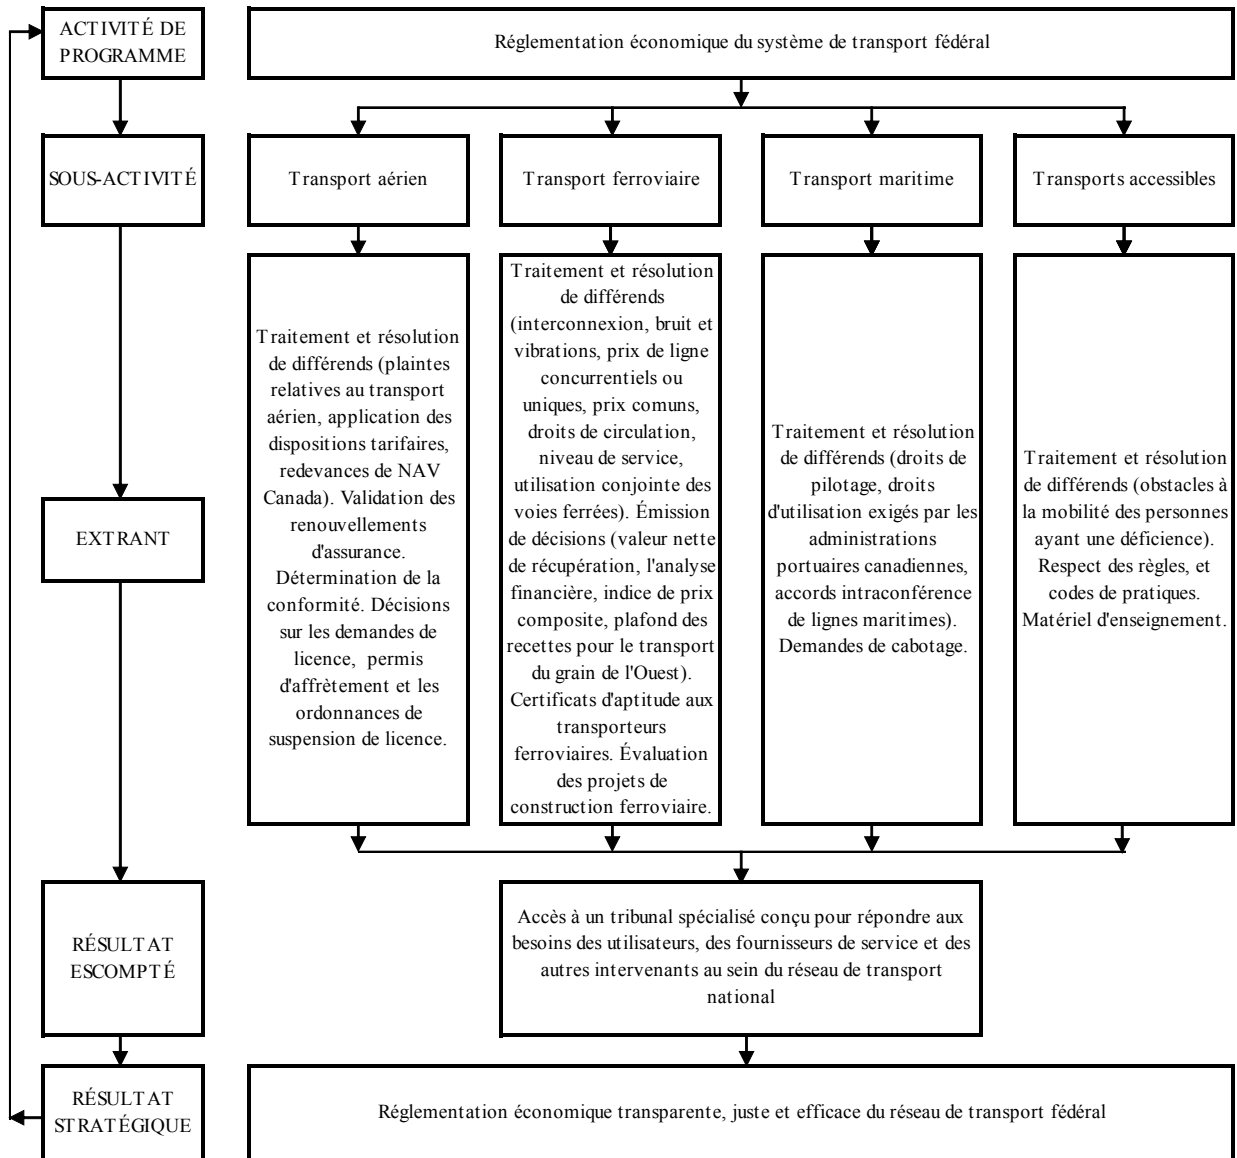 ACTIVITÉ DE
PROGRAMME
Réglementation économique du système de transport fédéral
SOUS-ACTIVITÉ
Transport aérien
Transport ferroviaire
Transport maritime
Transports accessibles
EXTRANT
Traitement et résolution
de différends (plaintes
relatives au transport
aérien, application des
dispositions tarifaires,
redevances de NAV
Canada). Validation des
renouvellements
d'assurance.
Détermination de la
conformité. Décisions
sur les demandes de
licence, permis
d'affrètement et les
ordonnances de
suspension de licence.
Traitement et résolution
de différends
(interconnexion, bruit et
vibrations, prix de ligne
concurrentiels ou
uniques, prix comuns,
droits de circulation,
niveau de service,
utilisation conjointe des
voies ferrées). Émission
de décisions (valeur nette
de récupération, l'analyse
financière, indice de prix
composite, plafond des
recettes pour le transport
du grain de l'Ouest).
Certificats d'aptitude aux
transporteurs
ferroviaires. Évaluation
des projets de
construction ferroviaire.
Traitement et résolution
de différends (droits de
pilotage, droits
d'utilisation exigés par les
administrations
portuaires canadiennes,
accords intraconférence
de lignes maritimes).
Demandes de cabotage.
Traitement et résolution
de différends (obstacles à
la mobilité des personnes
ayant une déficience).
Respect des règles, et
codes de pratiques.
Matériel d'enseignement.
RÉSULTAT
ESCOMPTÉ
Accès à un tribunal spécialisé conçu pour répondre aux
besoins des utilisateurs, des fournisseurs de service et des
autres intervenants au sein du réseau de transport
national
RÉSULTAT
STRATÉGIQUE
Réglementation économique transparente, juste et efficace du réseau de transport fédéral